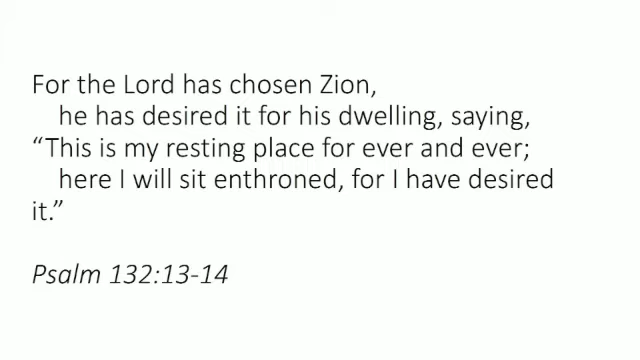 For the Lord has chosen Zion,
he has desired it for his dwelling, saying,
“This is my resting place for ever and ever;
here I will sit enthroned, for I have desired
it.”
Psalm 132:13-14